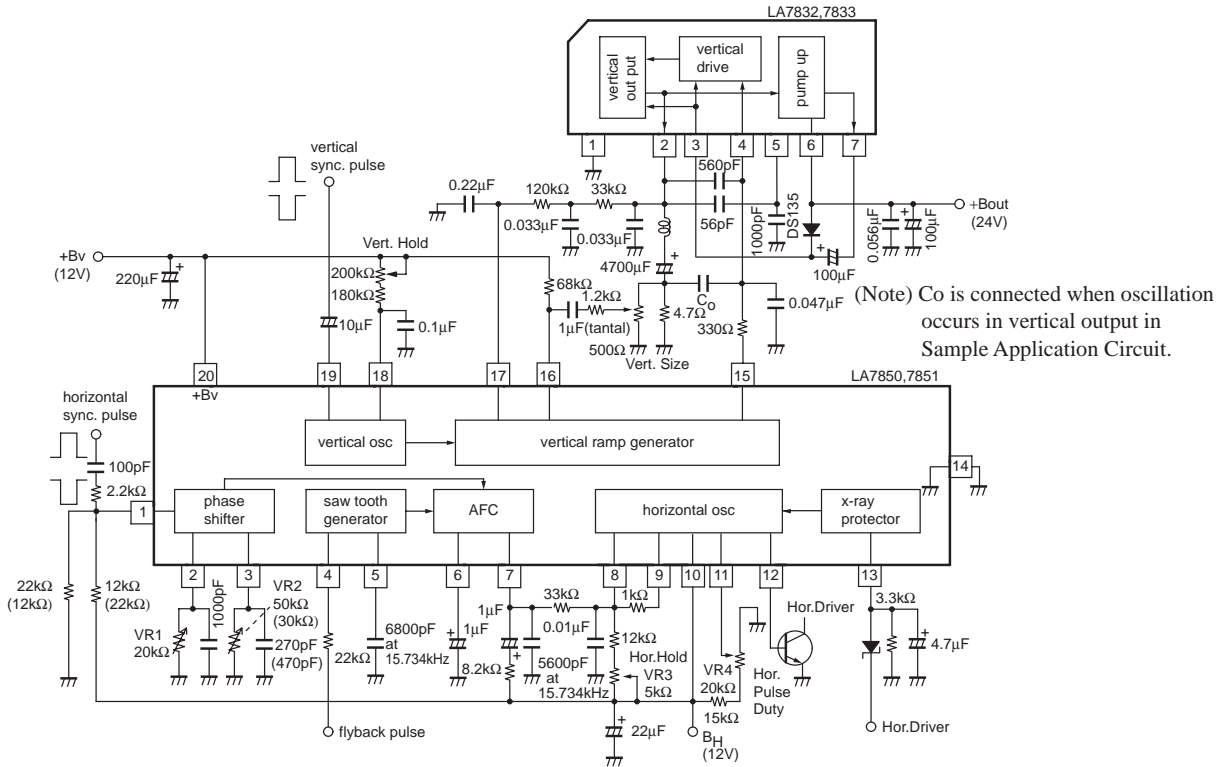 LA7832,7833
vertical
out put
vertical
drive
pump up
1
2
3
4
5
6
7
vertical
sync. pulse
560pF
0.22µF
120kΩ
33kΩ
0.033µF
0.033µF
56pF
1000pF
DS135
0.056µF
100µF
+Bout
(24V)
+Bv
(12V)
220µF
Vert. Hold
200kΩ
180kΩ
10µF
0.1µF
68kΩ
1.2kΩ
1µF(tantal)
500Ω
Vert. Size
4700µF
4.7Ω
Co
330Ω
100µF
0.047µF
(Note) Co is connected when oscillation
occurs in vertical output in
Sample Application Circuit.
20
+Bv
19
18
17
16
15
LA7850,7851
horizontal
sync. pulse
100pF
2.2kΩ
vertical osc
vertical ramp generator
14
1
phase
shifter
saw tooth
generator
AFC
horizontal osc
x-ray
protector
2
3
4
5
6
7
8
9
10
11
12
13
22kΩ
(12kΩ)
12kΩ
(22kΩ)
VR1
20kΩ
1000pF
VR2
50kΩ
(30kΩ)
270pF
(470pF)
22kΩ
6800pF
at
15.734kHz
1µF
1µF
8.2kΩ
33kΩ
0.01µF
5600pF
at
15.734kHz
1kΩ
12kΩ
Hor.Hold
VR3
5kΩ
22µF
VR4
20kΩ
15kΩ
BH
(12V)
Hor.
Pulse
Duty
Hor.Driver
3.3kΩ
4.7µF
flyback pulse
Hor.Driver